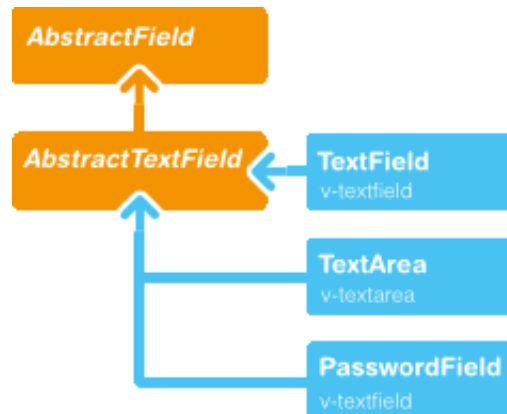 AbstractField
AbstractTextField
TextField
v-textfield
TextArea
v-textarea
PasswordField
v-textfield